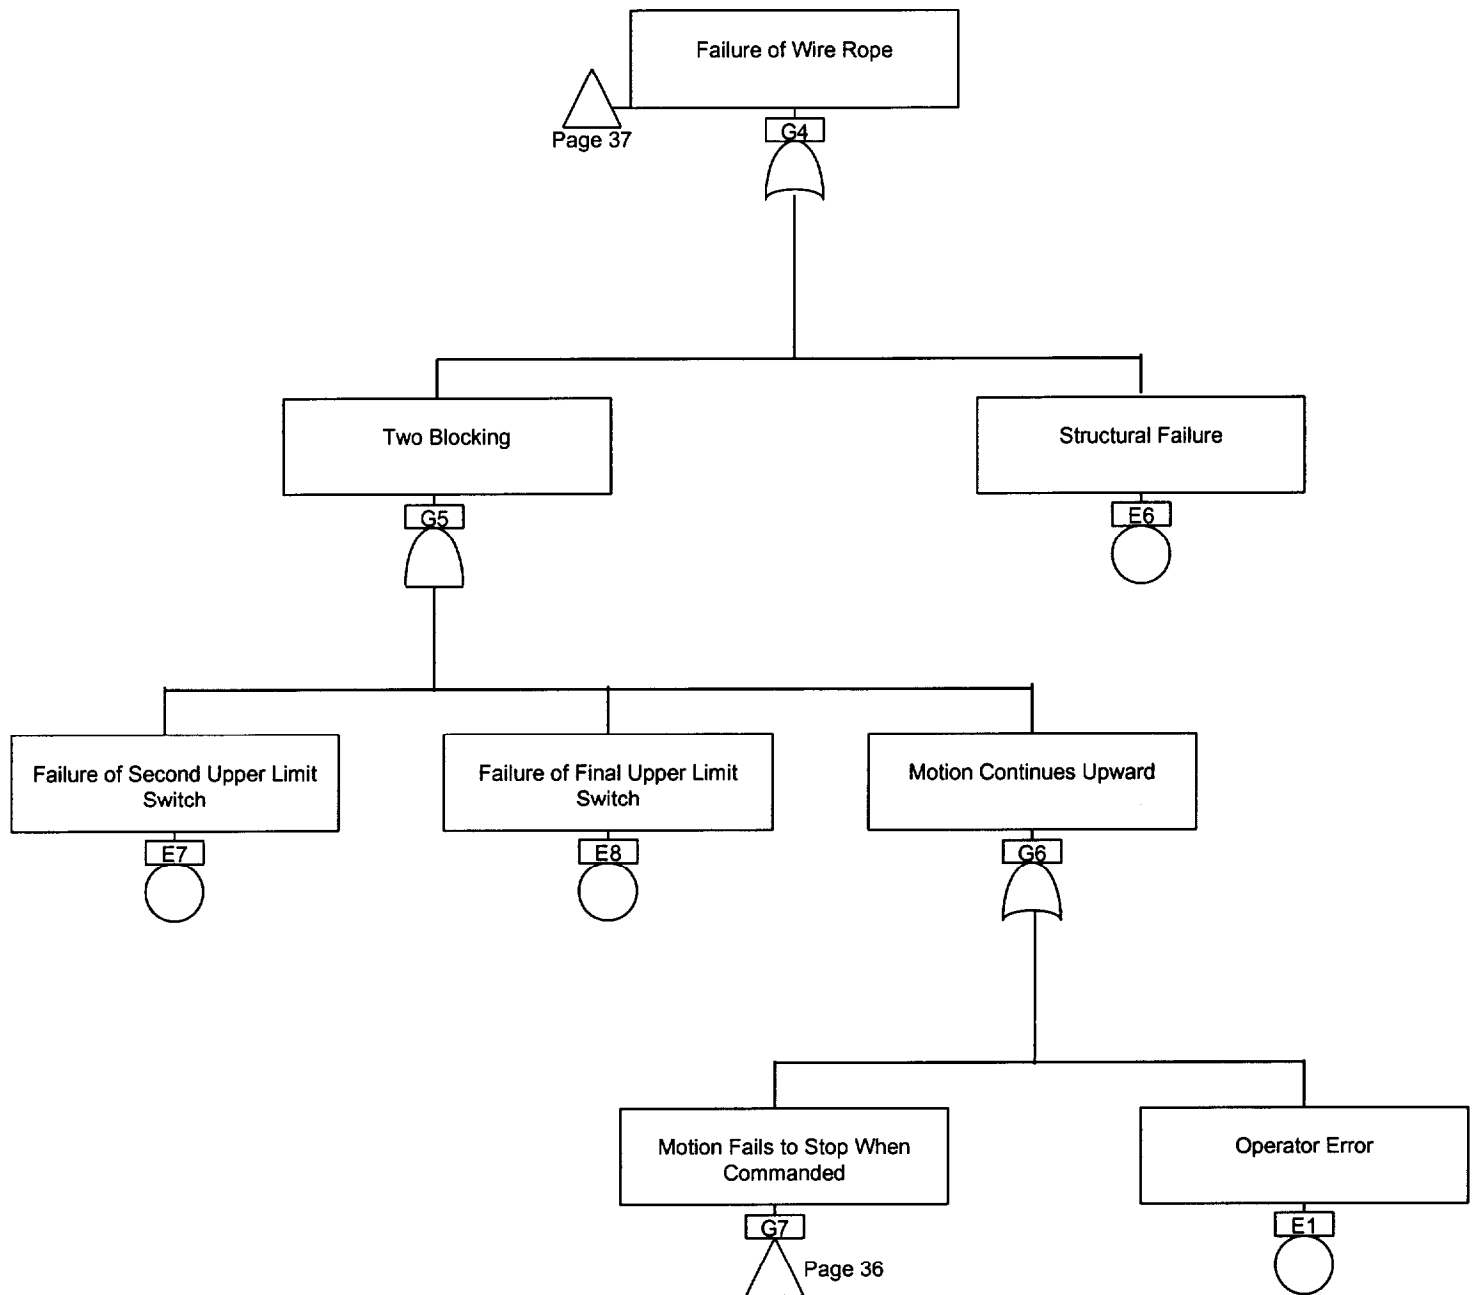 Failure of Wire Rope
Page 37
G4
Two Blocking
Structural Failure
G5
E6
Failure of Second Upper Limit
Switch
Failure of Final Upper Limit
Switch
Motion Continues Upward
E7
E8
G6
Motion Fails to Stop When
Commanded
Operator Error
G7
E1
Page 36